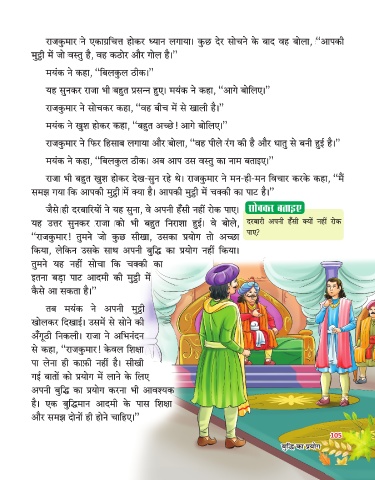 राजकुमार ने एकाग्रचित्त होकर ध्यान लगाया। कुछ देर सोचने के बाद वह बोला, “आपकी
मुट्ठी में जो वस्तु है, वह कठोर और गोल है।”
मयंक ने कहा, “बिलकुल ठीक।”
यह सुनकर राजा भी बहुत प्रसन्न हुए। मयंक ने कहा, “आगे बोलिए।”
राजकुमार ने सोचकर कहा, “वह बीच में से खाली है।”
मयंक ने खुश होकर कहा, “बहुत अच्छे! आगे बोलिए।”
राजकुमार ने फिर हिसाब लगाया और बोला, “वह पीले रंग की है और धातु से बनी हुई है।”
मयंक ने कहा, “बिलकुल ठीक। अब आप उस वस्तु का नाम बताइए।”
राजा भी बहुत खुश होकर देख-सुन रहे थे। राजकुमार ने मन-ही-मन विचार करके कहा, “मैं
समझ गया कि आपकी मुट्ठी में क्या है। आपकी मुट्ठी में चक्की का पाट है।”
जैसे ही दरबारियों ने यह सुना, वे अपनी हँसी नहीं रोक पाए।
यह उत्तर सुनकर राजा को भी बहुत निराशा हुई। वे बोले,
“राजकुमार! तुमने जो कुछ सीखा, उसका प्रयोग तो अच्छा
किया, लेकिन उसके साथ अपनी बुद्धि का प्रयोग नहीं किया।
तुमने यह नहीं सोचा कि चक्की का
इतना बड़ा पाट आदमी की मुट्ठी में
कैसे आ सकता है।”
तब मयंक ने अपनी मुट्ठी
खोलकर दिखाई। उसमें से सोने की
अँगूठी निकली। राजा ने अभिनंदन
से कहा, “राजकुमार! केवल शिक्षा
पा लेना ही काफ़ी नहीं है। सीखी
गई बातों को प्रयोग में लाने के लिए
अपनी बुद्धि का प्रयोग करना भी आवश्यक
है। एक बुद्धिमान आदमी के पास शिक्षा
और समझ दोनों ही होने चाहिए।”
सोचकर बताइए
दरबारी अपनी हँसी क्यों नहीं रोक
पाए?
105
बुद्धि का प्रयोग